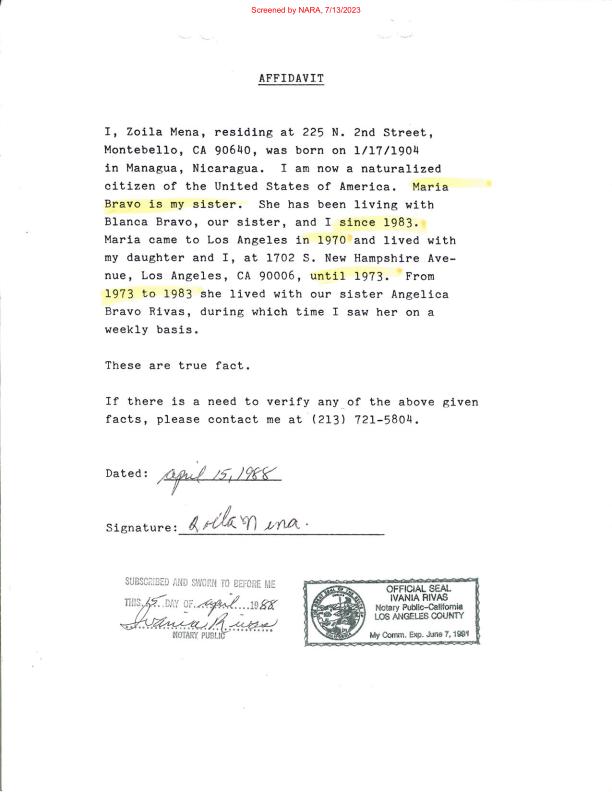 Screened by NARA, 7/13/2023
AFFIDAVIT
I, Zoila Mena, residing at 225 N. 2nd Street,
Montebello, CA 90640, was born on 1/17/1904
in Managua, Nicaragua. I am now a naturalized
citizen of the United States of America. Maria
Bravo is my sister. She has been living with
Blanca Bravo, our sister, and I since 1983.
Maria came to Los Angeles in 1970 and lived with
my daughter and I, at 1702 S. New Hampshire Ave-
nue, Los Angeles, CA 90006, until 1973. From
1973 to 1983 she lived with our sister Angelica
Bravo Rivas, during which time I saw her on a
weekly basis.
These are true fact.
If there is a need to verify any of the above given
facts, please contact me at (213) 721-5804.
Dated: April 15, 1988
Signature: Zoila Mena.
SUBSCRIBED AND SWORN TO BEFORE ME
THIS 15 DAY OF April 1988
Ivania Rivas
NOTARY PUBLIC
OFFICIAL SEAL
IVANIA RIVAS
Notary Public-California
LOS ANGELES COUNTY
My Comm. Exp. June 7, 1991